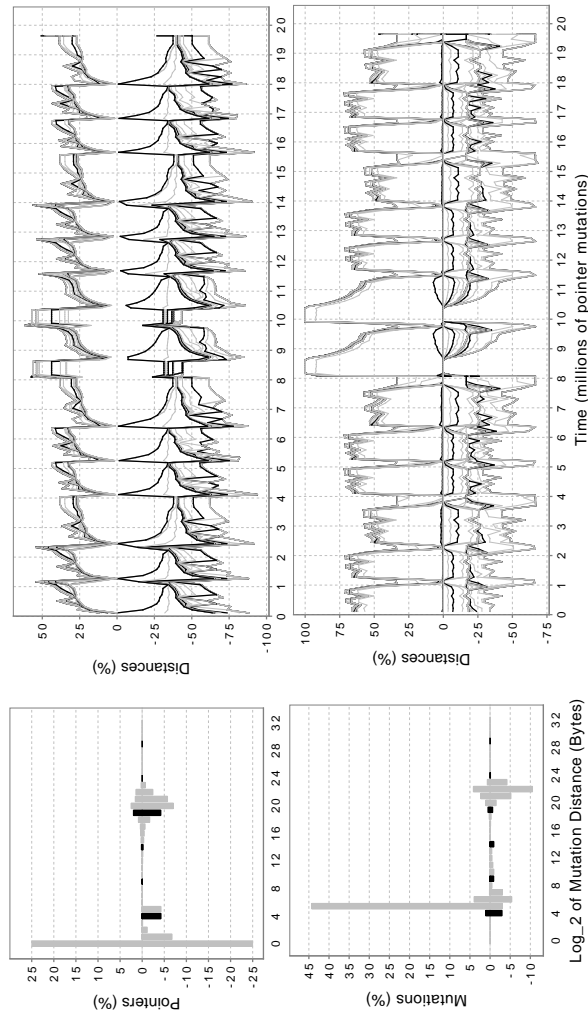 Pointers (%)
25 20 15 10 5 0 -5 -10 -15 -20 -25
0 4 8 12 16 20 24 28 32
Distances (%)
50 25 0 -25 -50 -75 -100
0 1 2 3 4 5 6 7 8 9 10 11 12 13 14 15 16 17 18 19 20
Mutations (%)
45 40 35 30 25 20 15 10 5 0 -5 -10
0 4 8 12 16 20 24 28 32
Log_2 of Mutation Distance (Bytes)
Distances (%)
100 75 50 25 0 -25 -50 -75
0 1 2 3 4 5 6 7 8 9 10 11 12 13 14 15 16 17 18 19 20
Time (millions of pointer mutations)